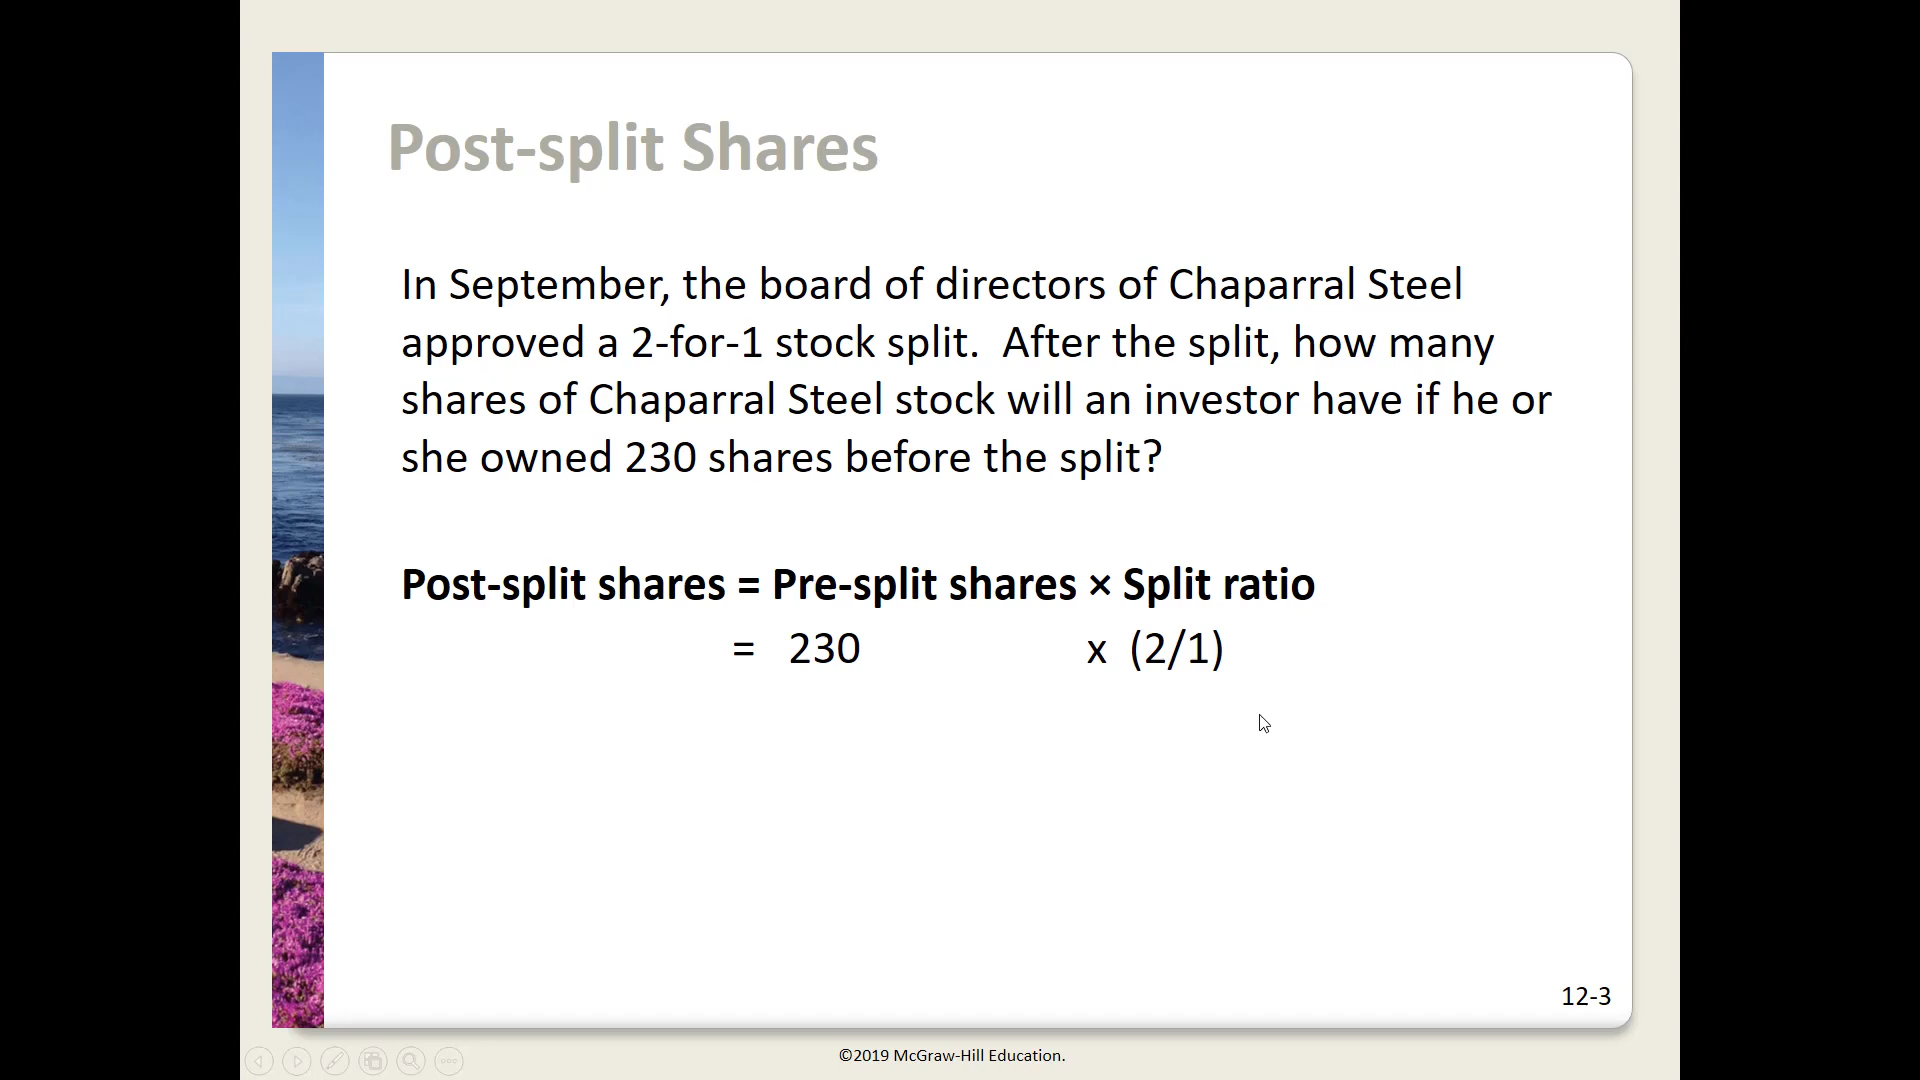 Post-split Shares
In September, the board of directors of Chaparral Steel
approved a 2-for-1 stock split.  After the split, how many
shares of Chaparral Steel stock will an investor have if he or
she owned 230 shares before the split?
Post-split shares = Pre-split shares × Split ratio
= 230 x (2/1)
12-3
©2019 McGraw-Hill Education.